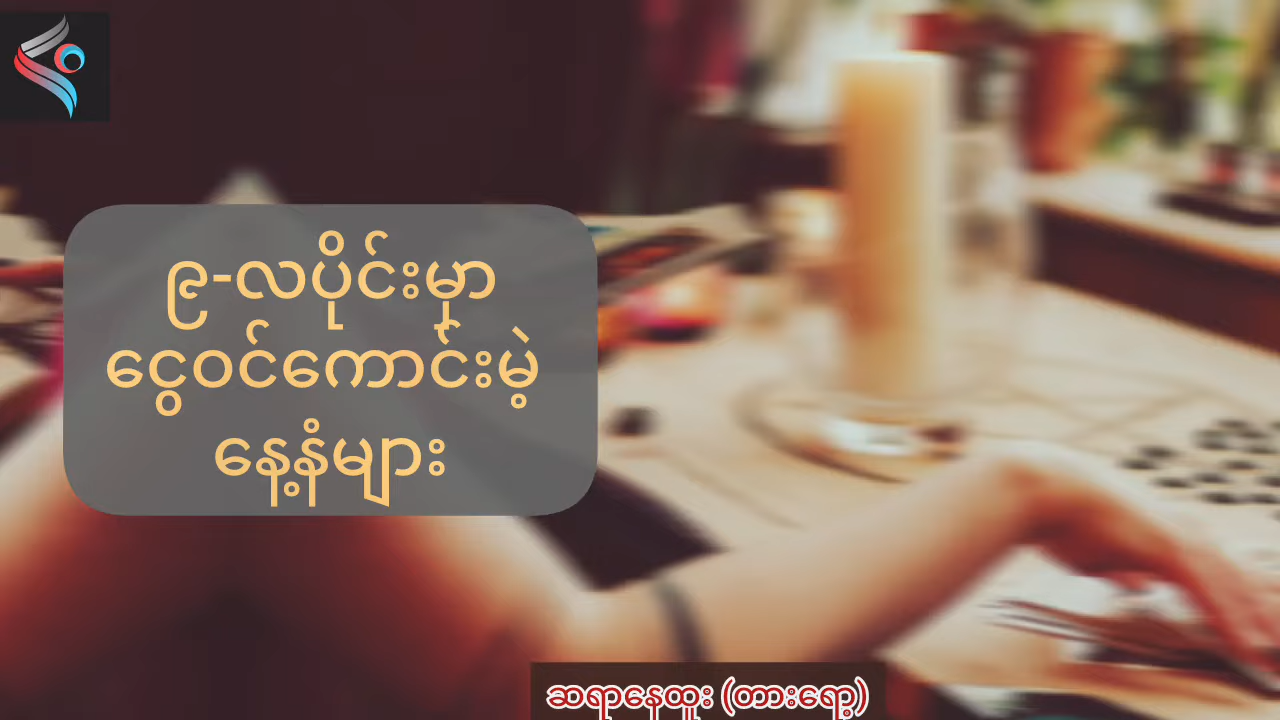 ၉-လပိုင်းမှာ
ငွေဝင်ကောင်းမဲ့
နေ့နံများ
ဆရာနေထူး (တားရော့)